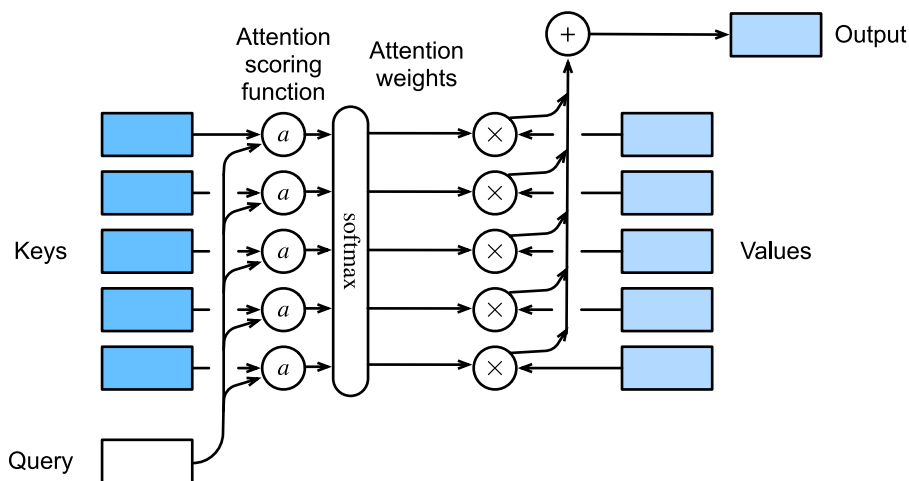 Attention
scoring
function
Attention
weights
+
Output
a
×
a
×
Keys
a
softmax
×
Values
a
×
a
×
Query